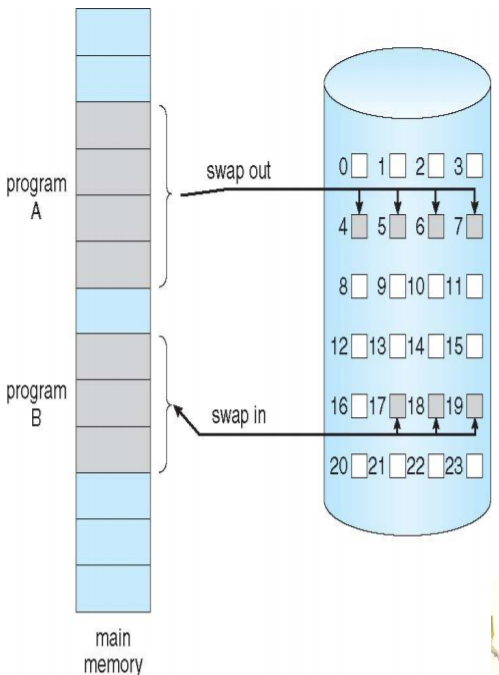 swap out
program
A
0 1 2 3
4 5 6 7
8 9 10 11
12 13 14 15
program
B
swap in
16 17 18 19
20 21 22 23
main
memory